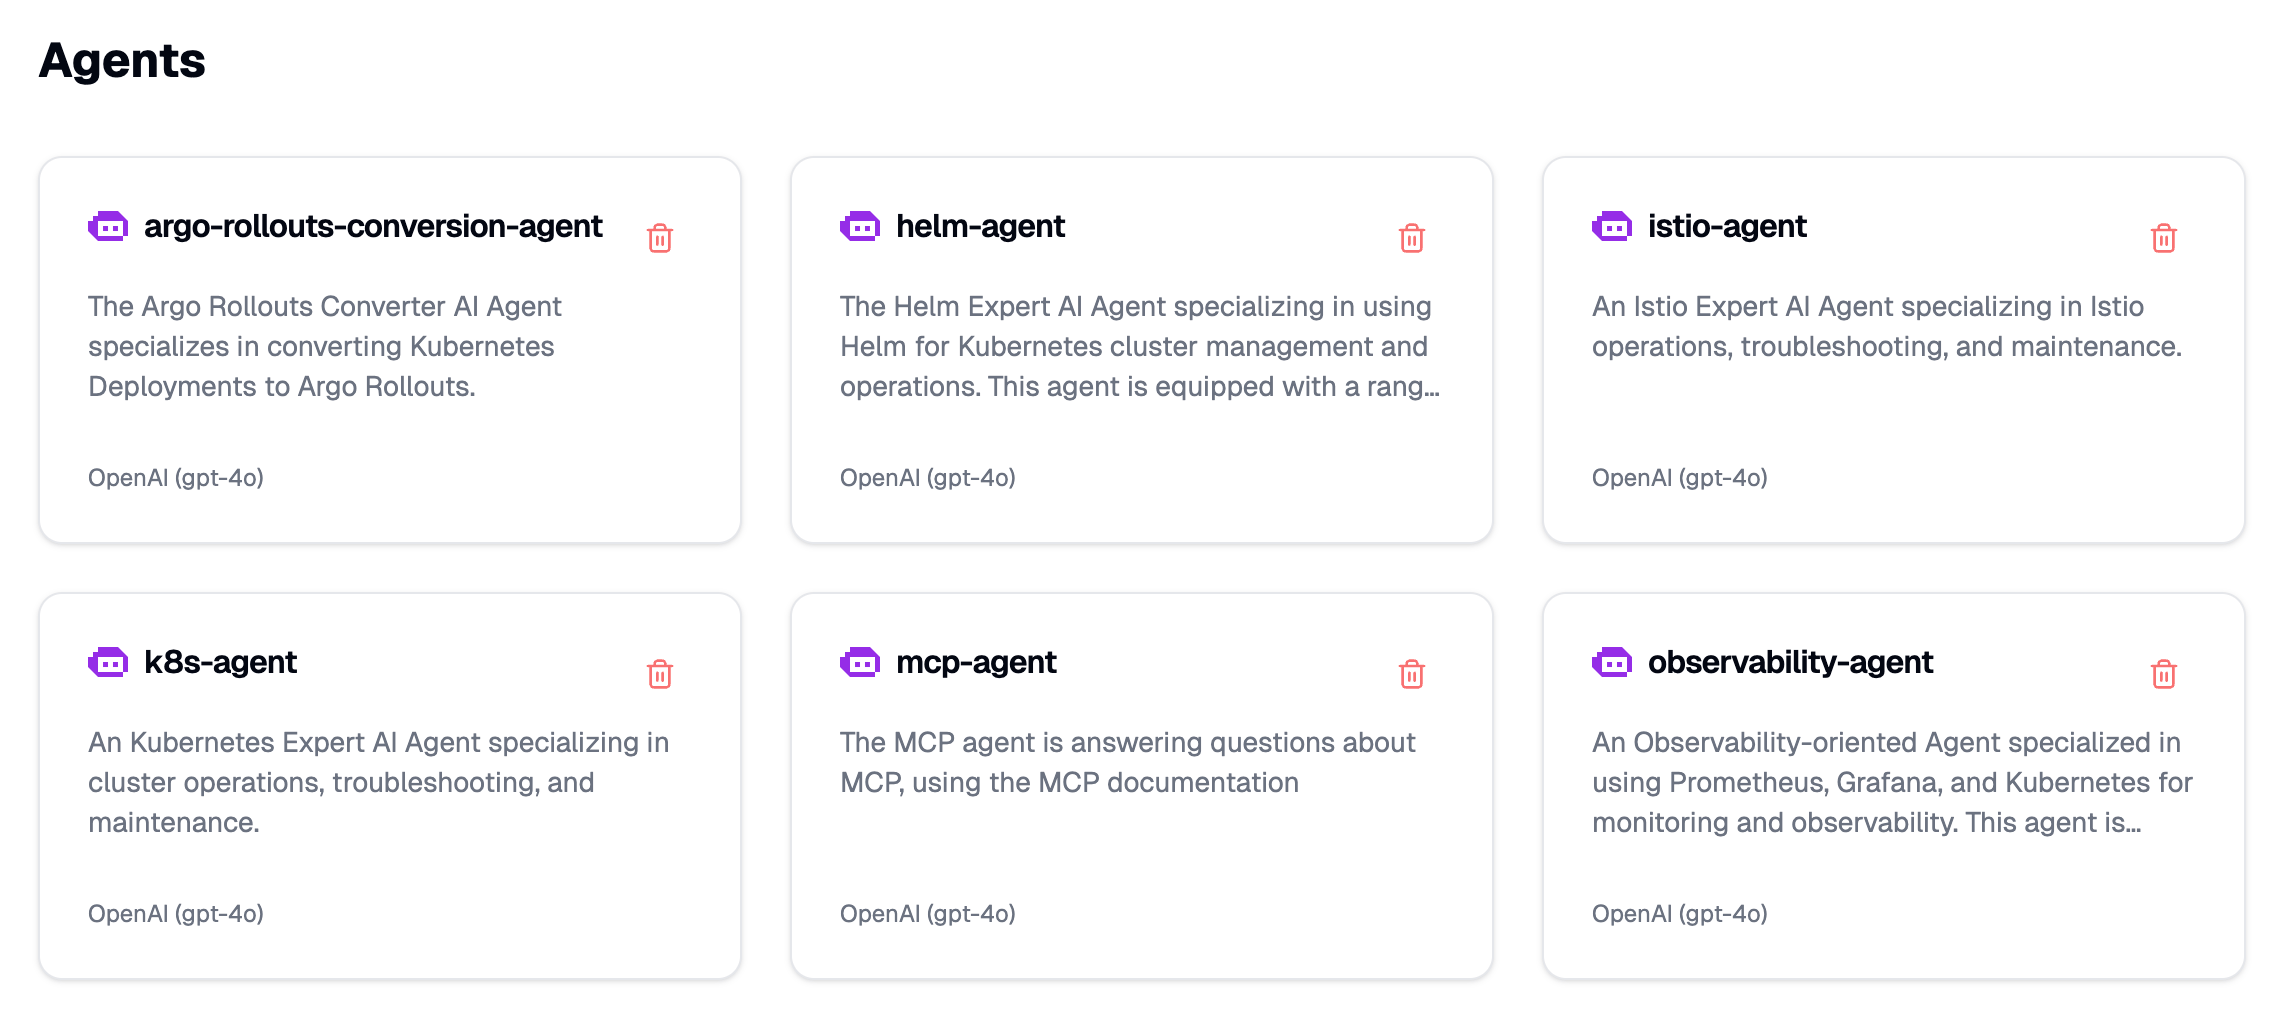 Agents
argo-rollouts-conversion-agent
The Argo Rollouts Converter AI Agent
specializes in converting Kubernetes
Deployments to Argo Rollouts.
OpenAI (gpt-4o)
helm-agent
The Helm Expert AI Agent specializing in using
Helm for Kubernetes cluster management and
operations. This agent is equipped with a rang...
OpenAI (gpt-4o)
istio-agent
An Istio Expert AI Agent specializing in Istio
operations, troubleshooting, and maintenance.
OpenAI (gpt-4o)
k8s-agent
An Kubernetes Expert AI Agent specializing in
cluster operations, troubleshooting, and
maintenance.
OpenAI (gpt-4o)
mcp-agent
The MCP agent is answering questions about
MCP, using the MCP documentation
OpenAI (gpt-4o)
observability-agent
An Observability-oriented Agent specialized in
using Prometheus, Grafana, and Kubernetes for
monitoring and observability. This agent is...
OpenAI (gpt-4o)